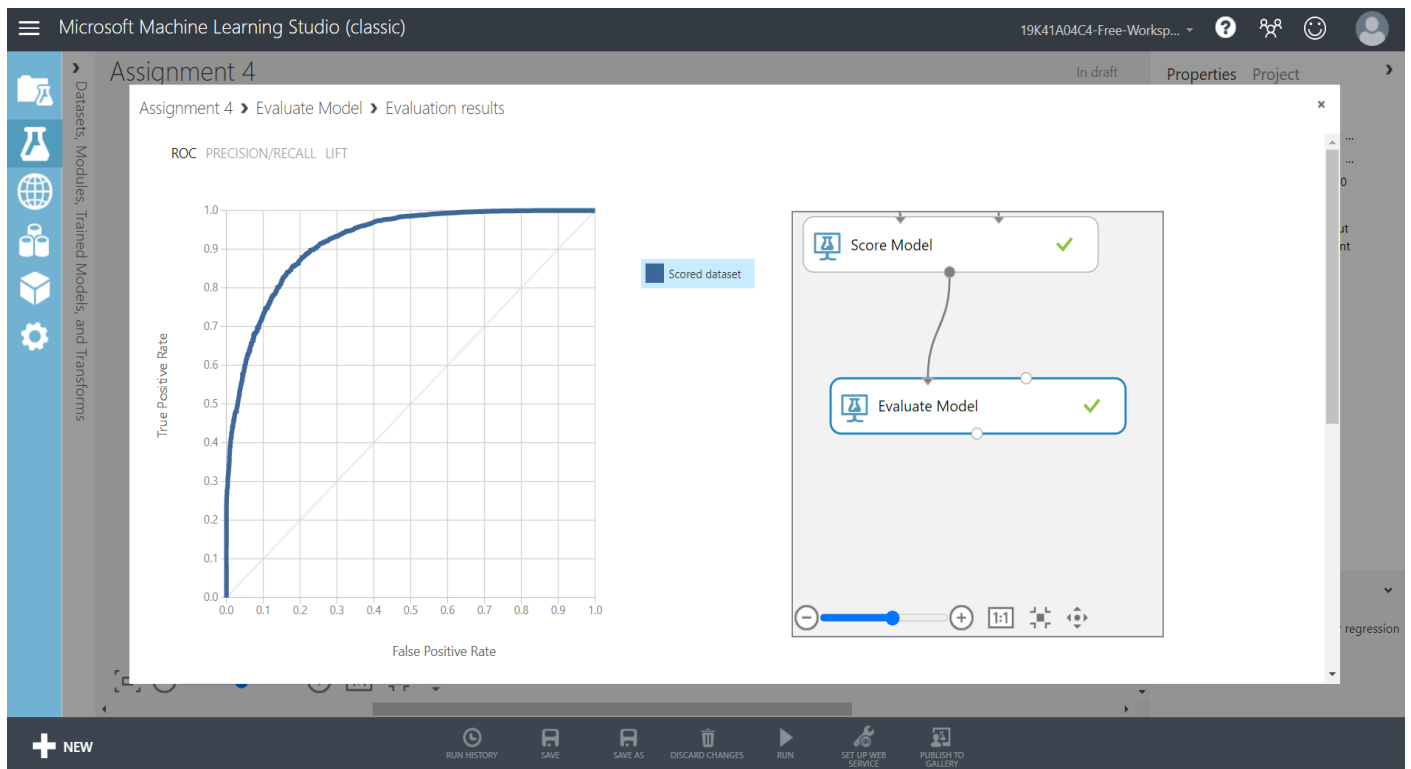 Microsoft Machine Learning Studio (classic)
19K41A04C4-Free-Worksp...
Assignment 4
In draft
Properties Project
Datasets, Modules, Trained Models, and Transforms
Assignment 4 > Evaluate Model > Evaluation results
ROC PRECISION/RECALL LIFT
1.0
0.9
0.8
0.7
0.6
0.5
0.4
0.3
0.2
0.1
0.0
True Positive Rate
0.0 0.1 0.2 0.3 0.4 0.5 0.6 0.7 0.8 0.9 1.0
False Positive Rate
Scored dataset
Score Model
Evaluate Model
1:1
...
...
0
ut
nt
regression
NEW
RUN HISTORY
SAVE
SAVE AS
DISCARD CHANGES
RUN
SET UP WEB
SERVICE
PUBLISH TO
GALLERY